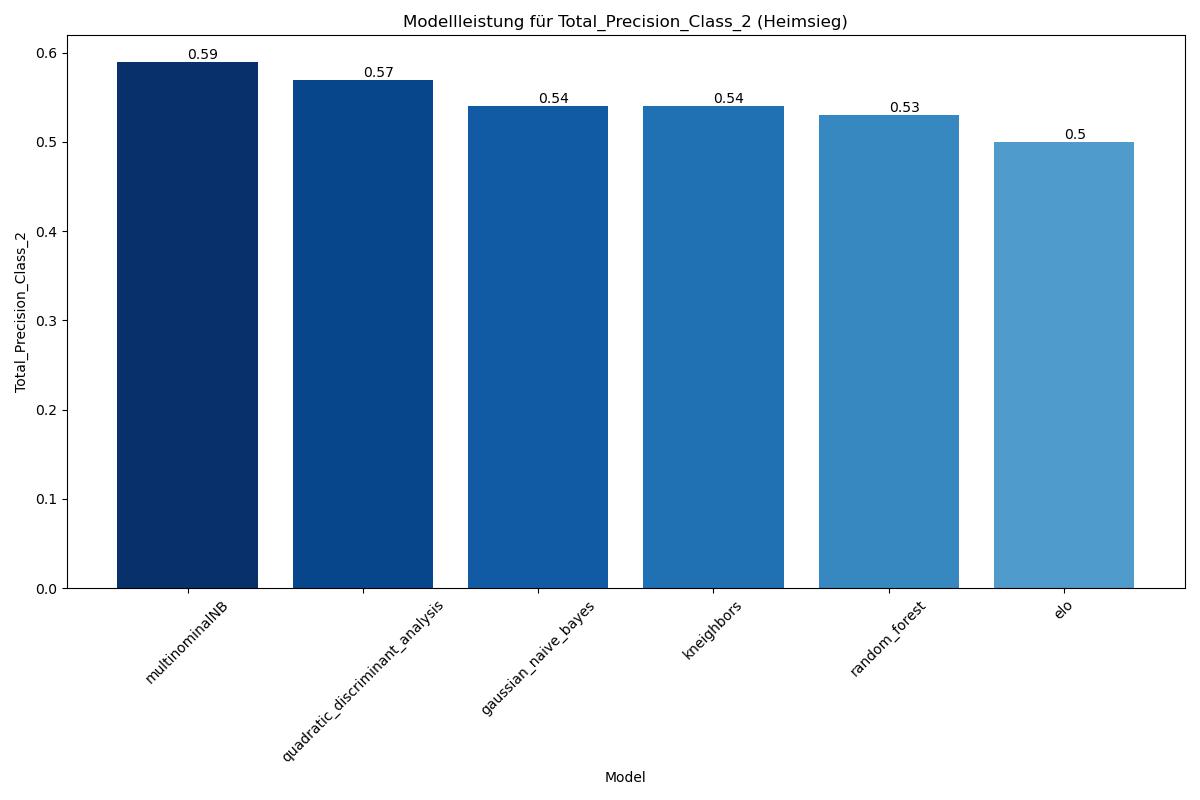 Modellleistung für Total_Precision_Class_2 (Heimsieg)
Total_Precision_Class_2
0.6
0.5
0.4
0.3
0.2
0.1
0.0
0.59
0.57
0.54
0.54
0.53
0.5
multinominalNB
quadratic_discriminant_analysis
gaussian_naive_bayes
kneighbors
random_forest
elo
Model